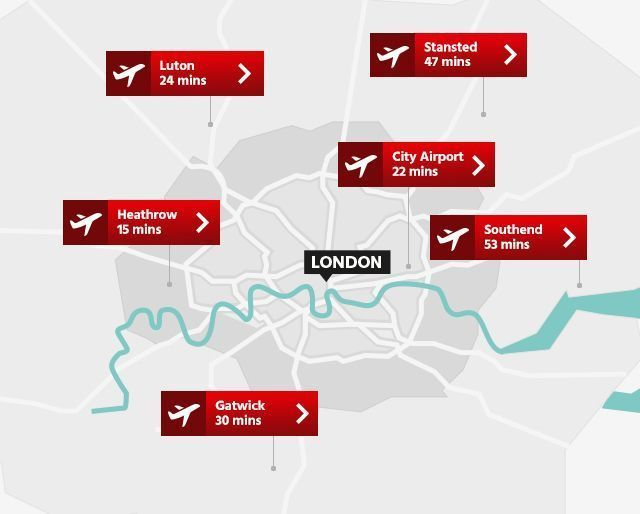 Stansted
47 mins
Luton
24 mins
City Airport
22 mins
Heathrow
15 mins
Southend
53 mins
LONDON
Gatwick
30 mins